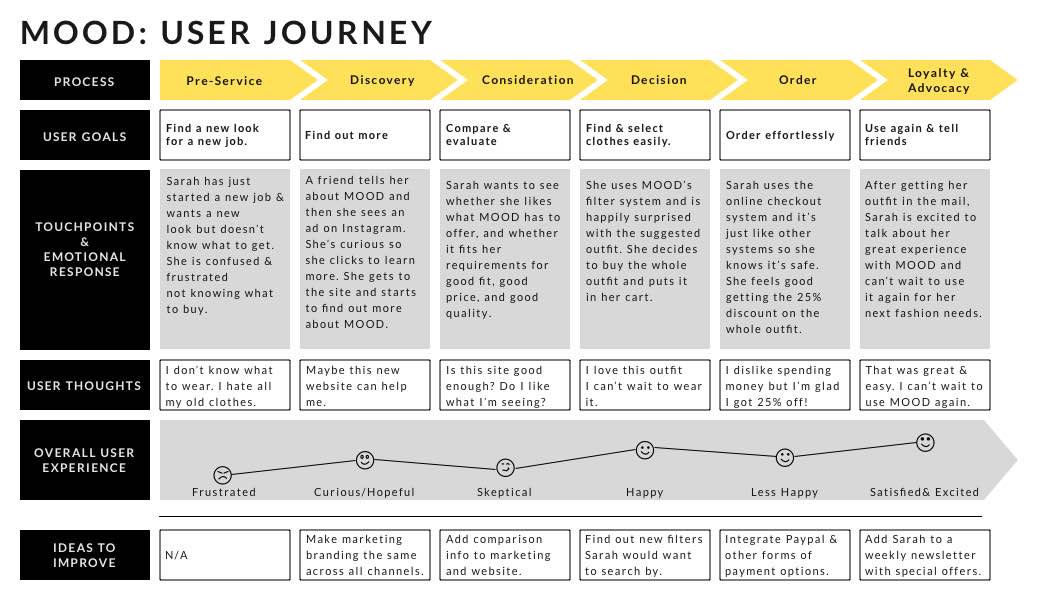 MOOD: USER JOURNEY
PROCESS
Pre-Service
Discovery
Consideration
Decision
Order
Loyalty &
Advocacy
USER GOALS
Find a new look
for a new job.
Find out more
Compare &
evaluate
Find & select
clothes easily.
Order effortlessly
Use again & tell
friends
TOUCHPOINTS
&
EMOTIONAL
RESPONSE
Sarah has just
started a new job &
wants a new
look but doesn't
know what to get.
She is confused &
frustrated
not knowing what
to buy.
A friend tells her
about MOOD and
then she sees an
ad on Instagram.
She's curious so
she clicks to learn
more. She gets to
the site and starts
to find out more
about MOOD.
Sarah wants to see
whether she likes
what MOOD has to
offer, and whether
it fits her
requirements for
good fit, good
price, and good
quality.
She uses MOOD's
filter system and is
happily surprised
with the suggested
outfit. She decides
to buy the whole
outfit and puts it
in her cart.
Sarah uses the
online checkout
system and it's
just like other
systems so she
knows it's safe.
She feels good
getting the 25%
discount on the
whole outfit.
After getting her
outfit in the mail,
Sarah is excited to
talk about her
great experience
with MOOD and
can't wait to use
it again for her
next fashion needs.
USER THOUGHTS
I don't know what
to wear. I hate all
my old clothes.
Maybe this new
website can help
me.
Is this site good
enough? Do I like
what I'm seeing?
I love this outfit
I can't wait to wear
it.
I dislike spending
money but I'm glad
I got 25% off!
That was great &
easy. I can't wait to
use MOOD again.
OVERALL USER
EXPERIENCE
Frustrated
Curious/Hopeful
Skeptical
Happy
Less Happy
Satisfied& Excited
IDEAS TO
IMPROVE
N/A
Make marketing
branding the same
across all channels.
Add comparison
info to marketing
and website.
Find out new filters
Sarah would want
to search by.
Integrate Paypal &
other forms of
payment options.
Add Sarah to a
weekly newsletter
with special offers.